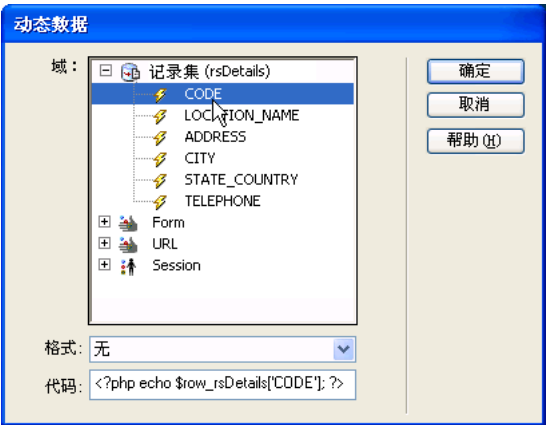 动态数据
域：
记录集 (rsDetails)
CODE
LOCATION_NAME
ADDRESS
CITY
STATE_COUNTRY
TELEPHONE
Form
URL
Session
确定
取消
帮助(H)
格式: 无
代码: <?php echo $row_rsDetails['CODE']; ?>